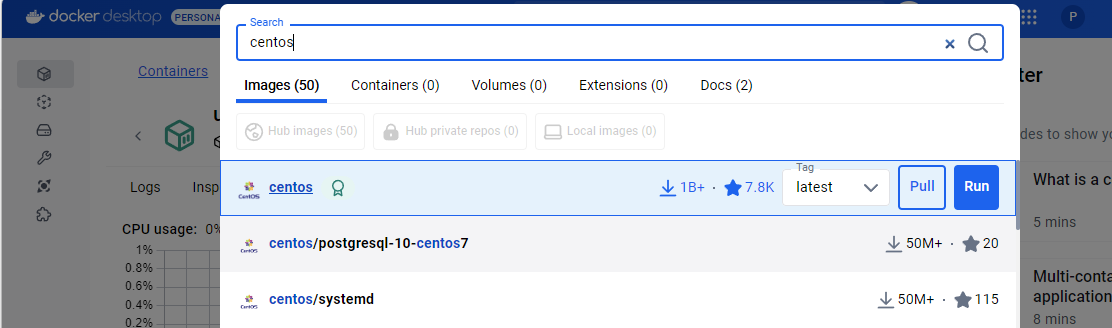 docker desktop PERSONA P
Search
centos
Containers
Images (50) Containers (0) Volumes (0) Extensions (0) Docs (2)
Hub images (50) Hub private repos (0) Local images (0)
centos 1B+ · 7.8K Tag latest Pull Run
Logs Insp
What is a c
CPU usage: 0%
centos/postgresql-10-centos7 50M+ · 20
5 mins
1%
0.8%
0.6%
0.4%
0.2%
centos/systemd 50M+ · 115
Multi-conta
application
8 mins
ter
des to show yo
CentOS
CentOS
CentOS